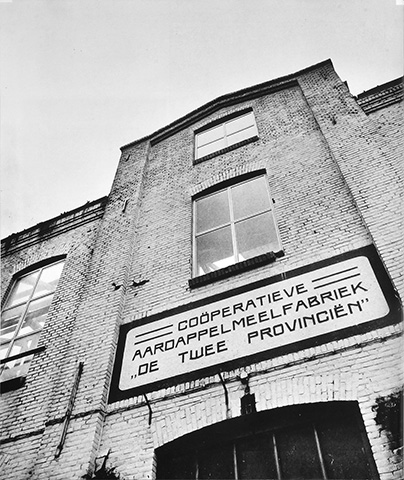 COÖPERATIEVE
AARDAPPELMEELFABRIEK
„DE TWEE PROVINCIËN"